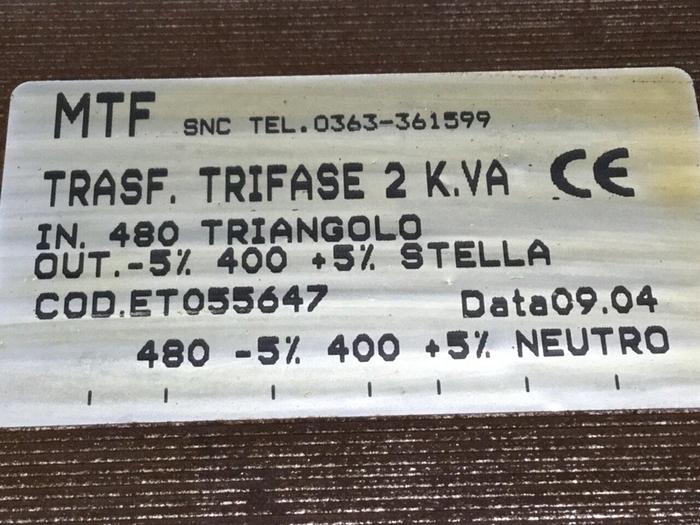 MTF SNC TEL.0363-361599
TRASF. TRIFASE 2 K.VA CE
IN. 480 TRIANGOLO
OUT.-5% 400 +5% STELLA
COD.ET055647 Data09.04
480 -5% 400 +5% NEUTRO